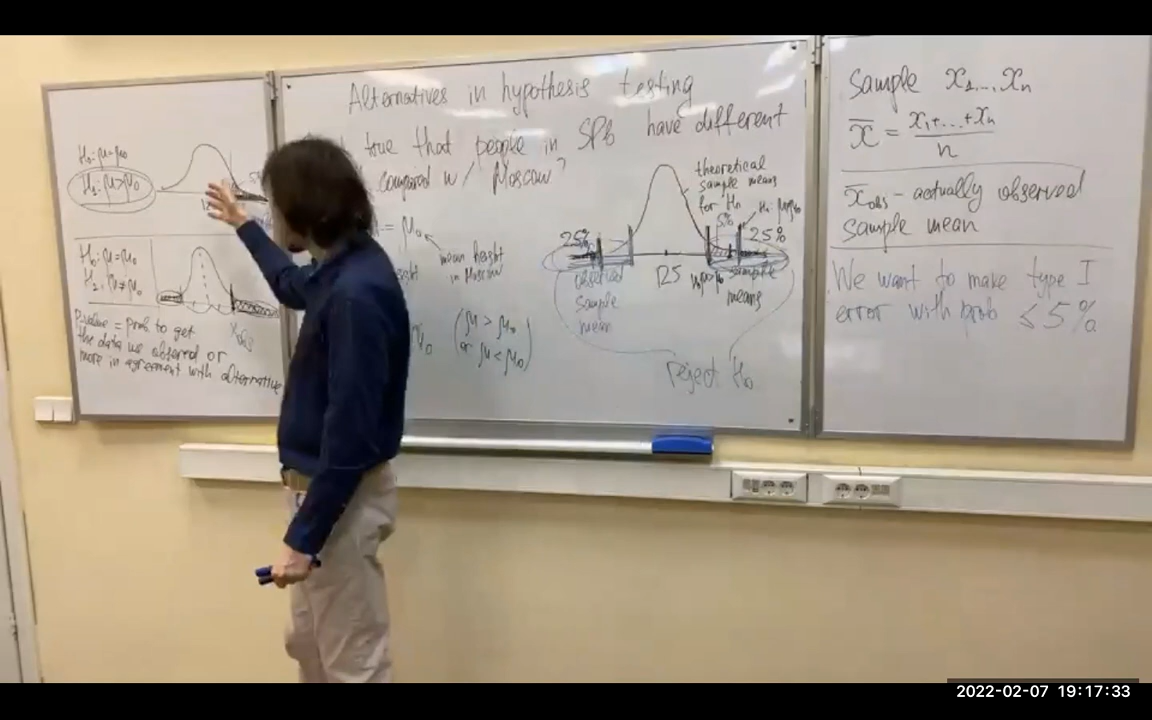 H₀: μ=μ₀
H₁: μ>μ₀
H₀: μ=μ₀
H₁: μ≠μ₀
x̄obs
P-value = prob. to get
the data we observed or
more in agreement with alternative
Alternatives in hypothesis testing
true that people in SPb have different
compared w/ Moscow?
= μ₀
mean height
in Moscow
(μ > μ₀
or μ < μ₀)
theoretical
sample means
for H₀
5%
2.5%
2.5%
125
observed
sample
mean
sample
means
reject H₀
Sample x₁,...,xₙ
x̄ = x₁+...+xₙ / n
x̄obs - actually observed
sample mean
We want to make type I
error with prob ≤ 5%
2022-02-07 19:17:33